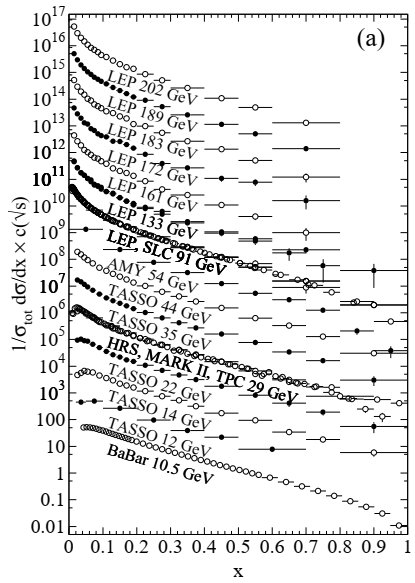 (a)
10^17
10^16
10^15
10^14
10^13
10^12
10^11
10^10
10^9
10^8
10^7
10^6
10^5
10^4
10^3
100
10
1
0.1
0.01
1/σ_tot dσ/dx × c(√s)
LEP 202 GeV
LEP 189 GeV
LEP 183 GeV
LEP 172 GeV
LEP 161 GeV
LEP 133 GeV
LEP, SLC 91 GeV
AMY 54 GeV
TASSO 44 GeV
TASSO 35 GeV
HRS, MARK II, TPC 29 GeV
TASSO 22 GeV
TASSO 14 GeV
TASSO 12 GeV
BaBar 10.5 GeV
0 0.1 0.2 0.3 0.4 0.5 0.6 0.7 0.8 0.9 1
x